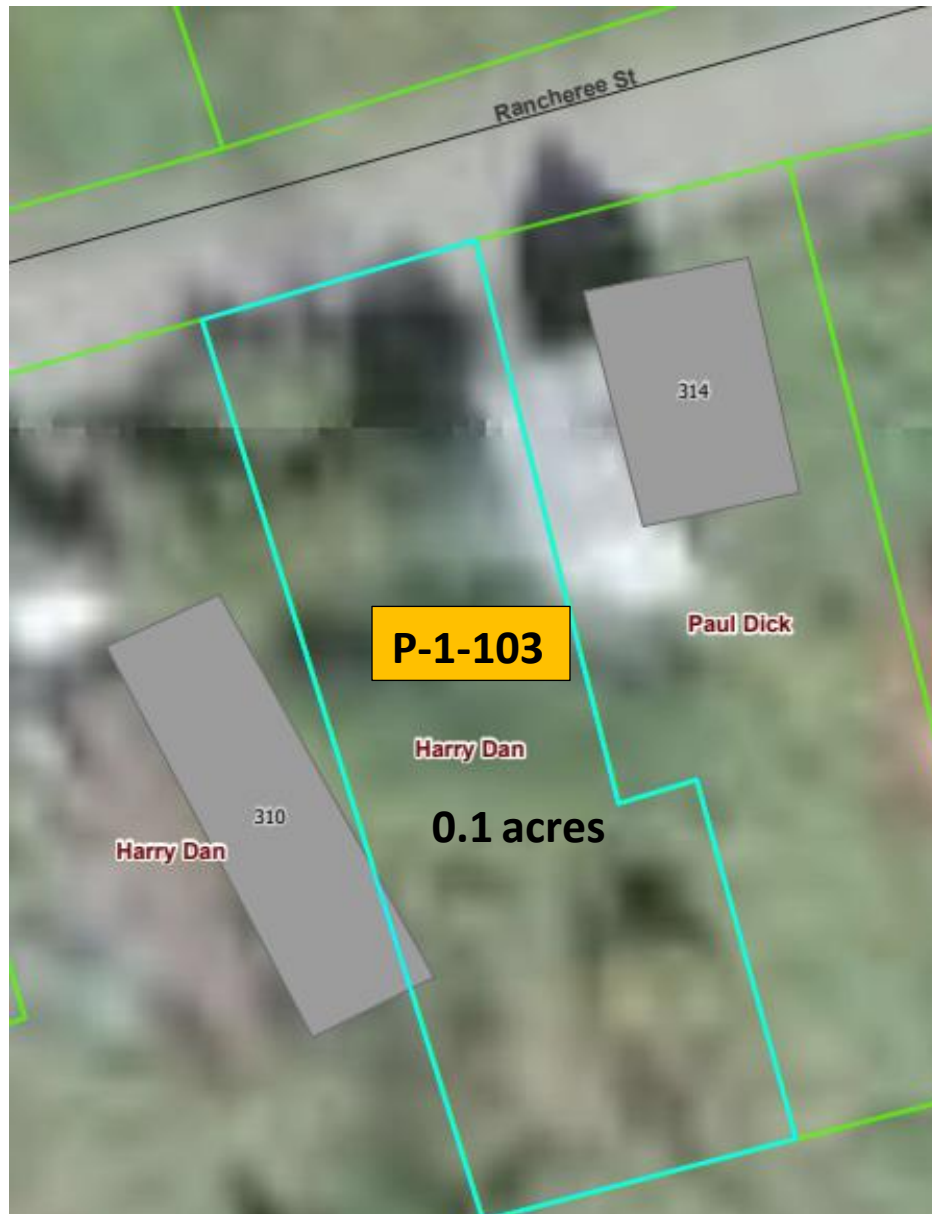 Rancheree St
314
P-1-103
Paul Dick
Harry Dan
310
0.1 acres
Harry Dan